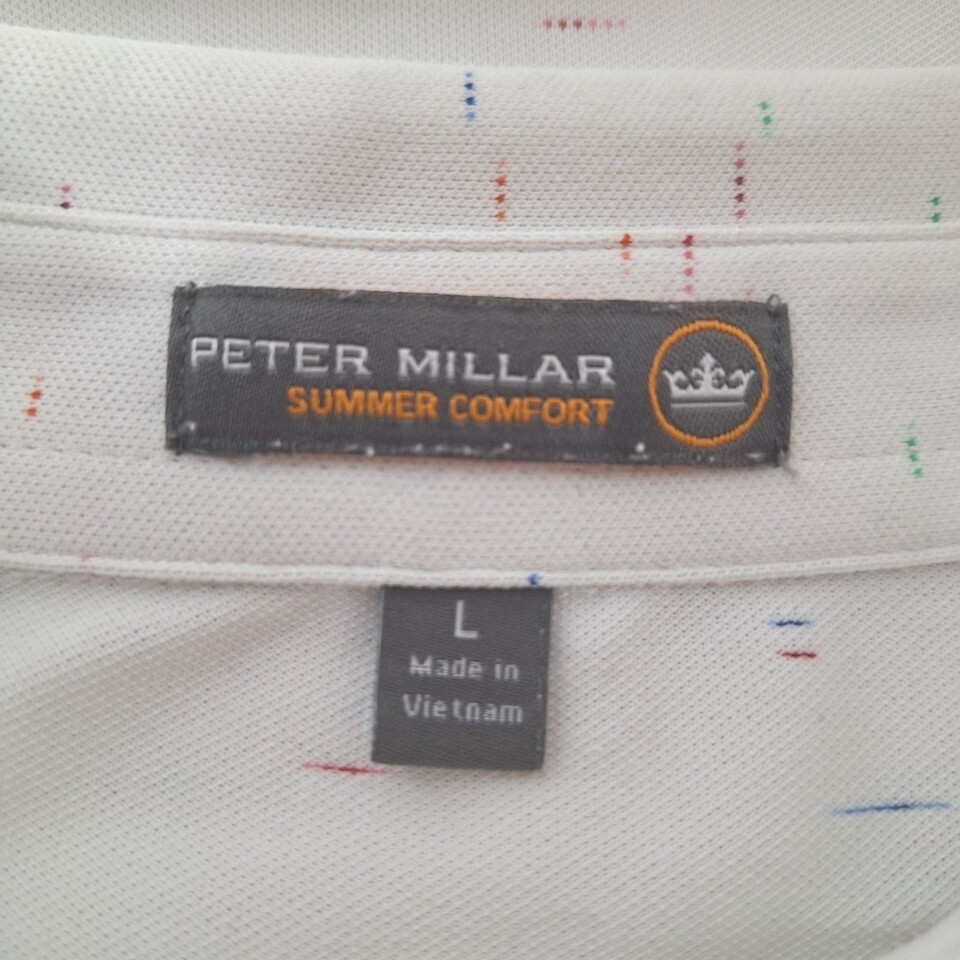 PETER MILLAR
SUMMER COMFORT
L
Made in
Vietnam